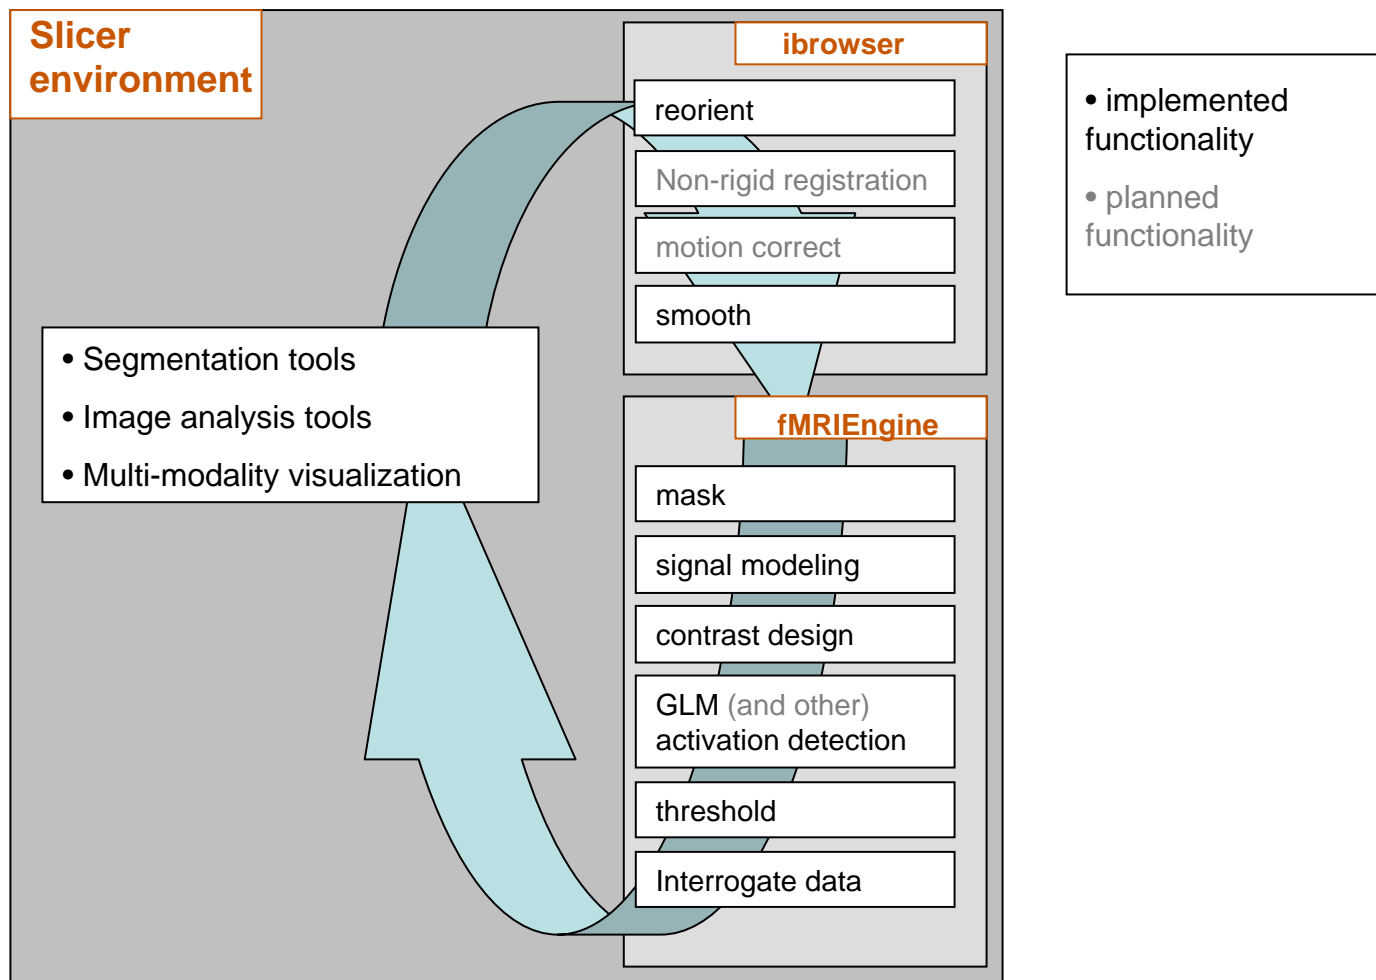 Slicer
environment
ibrowser
reorient
Non-rigid registration
motion correct
smooth
• Segmentation tools
• Image analysis tools
• Multi-modality visualization
fMRIEngine
mask
signal modeling
contrast design
GLM (and other)
activation detection
threshold
Interrogate data
• implemented
functionality
• planned
functionality